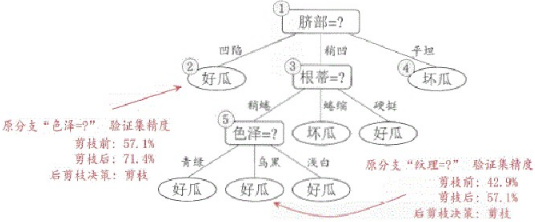 ①
脐部=?
凹陷 稍凹 平坦
② ③ ④
好瓜 根蒂=? 坏瓜
稍蜷 蜷缩 硬挺
⑤
色泽=? 坏瓜 好瓜
青绿 乌黑 浅白
好瓜 好瓜 好瓜
原分支“色泽=?” 验证集精度
剪枝前: 57.1%
剪枝后: 71.4%
后剪枝决策: 剪枝
原分支“纹理=?” 验证集精度
剪枝前: 42.9%
剪枝后: 57.1%
后剪枝决策: 剪枝